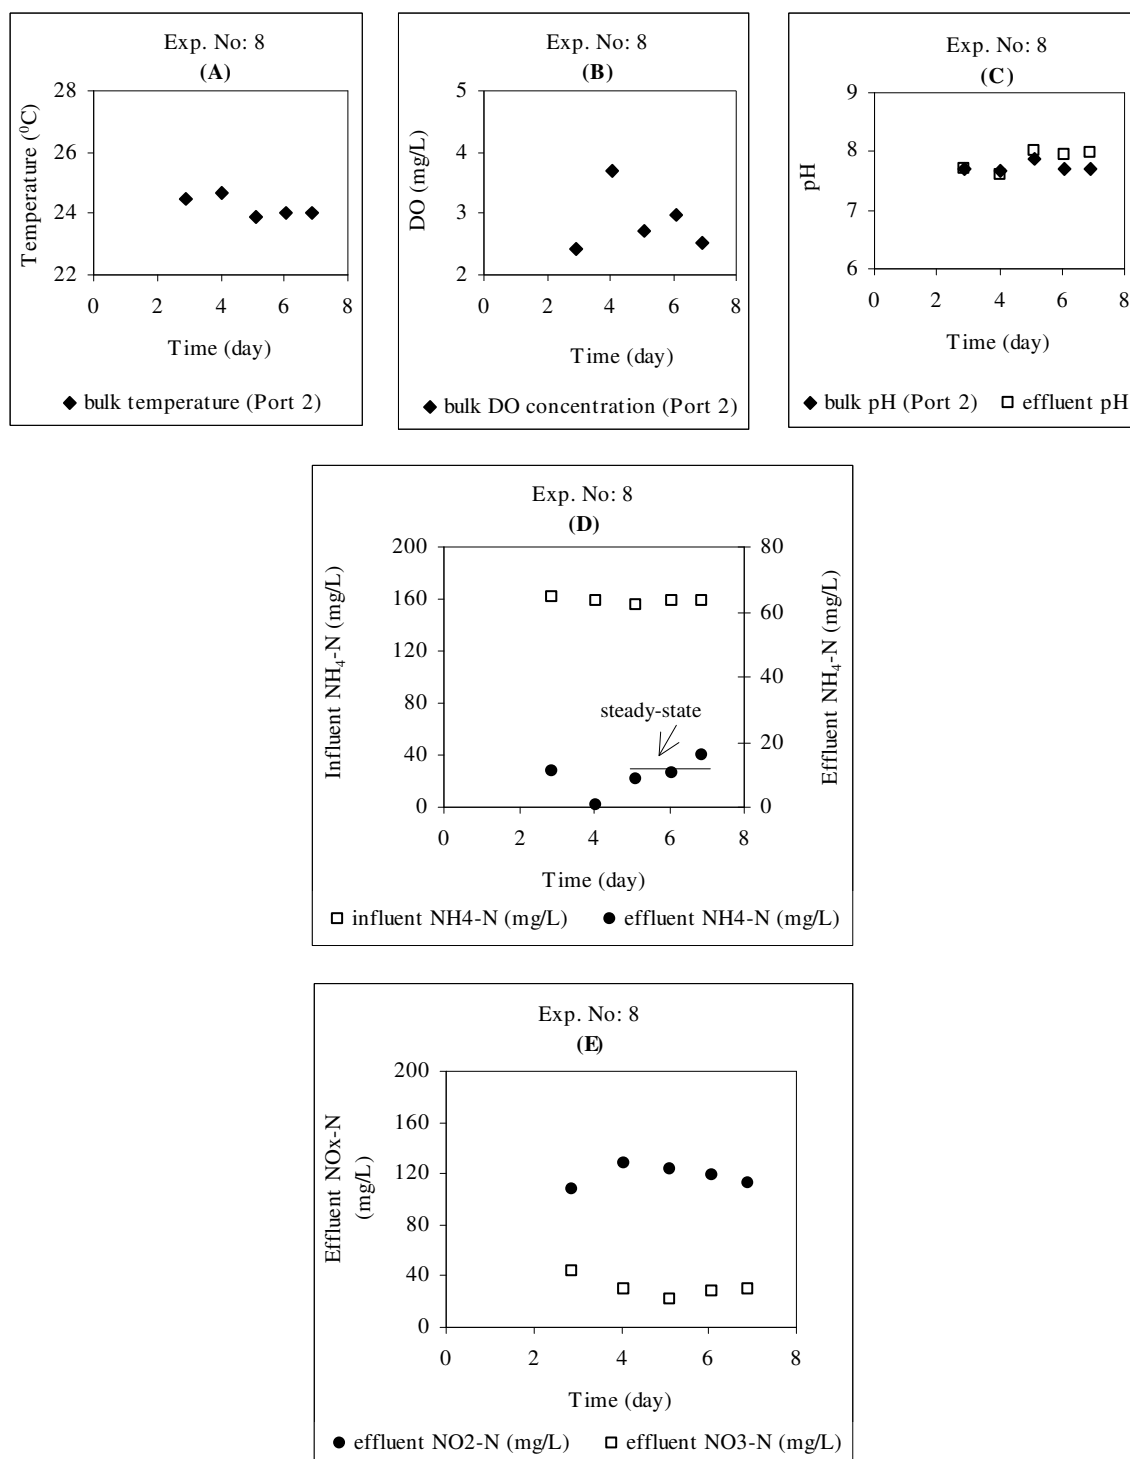 Exp. No: 8
(A)
Temperature (⁰C)
28
26
24
22
0 2 4 6 8
Time (day)
bulk temperature (Port 2)
Exp. No: 8
(B)
DO (mg/L)
5
4
3
2
0 2 4 6 8
Time (day)
bulk DO concentration (Port 2)
Exp. No: 8
(C)
pH
9
8
7
6
0 2 4 6 8
Time (day)
bulk pH (Port 2) effluent pH
Exp. No: 8
(D)
Influent NH₄-N (mg/L)
200
160
120
80
40
0
steady-state
80
60
40
20
0
Effluent NH₄-N (mg/L)
0 2 4 6 8
Time (day)
influent NH4-N (mg/L) effluent NH4-N (mg/L)
Exp. No: 8
(E)
Effluent NOx-N
(mg/L)
200
160
120
80
40
0
0 2 4 6 8
Time (day)
effluent NO2-N (mg/L) effluent NO3-N (mg/L)